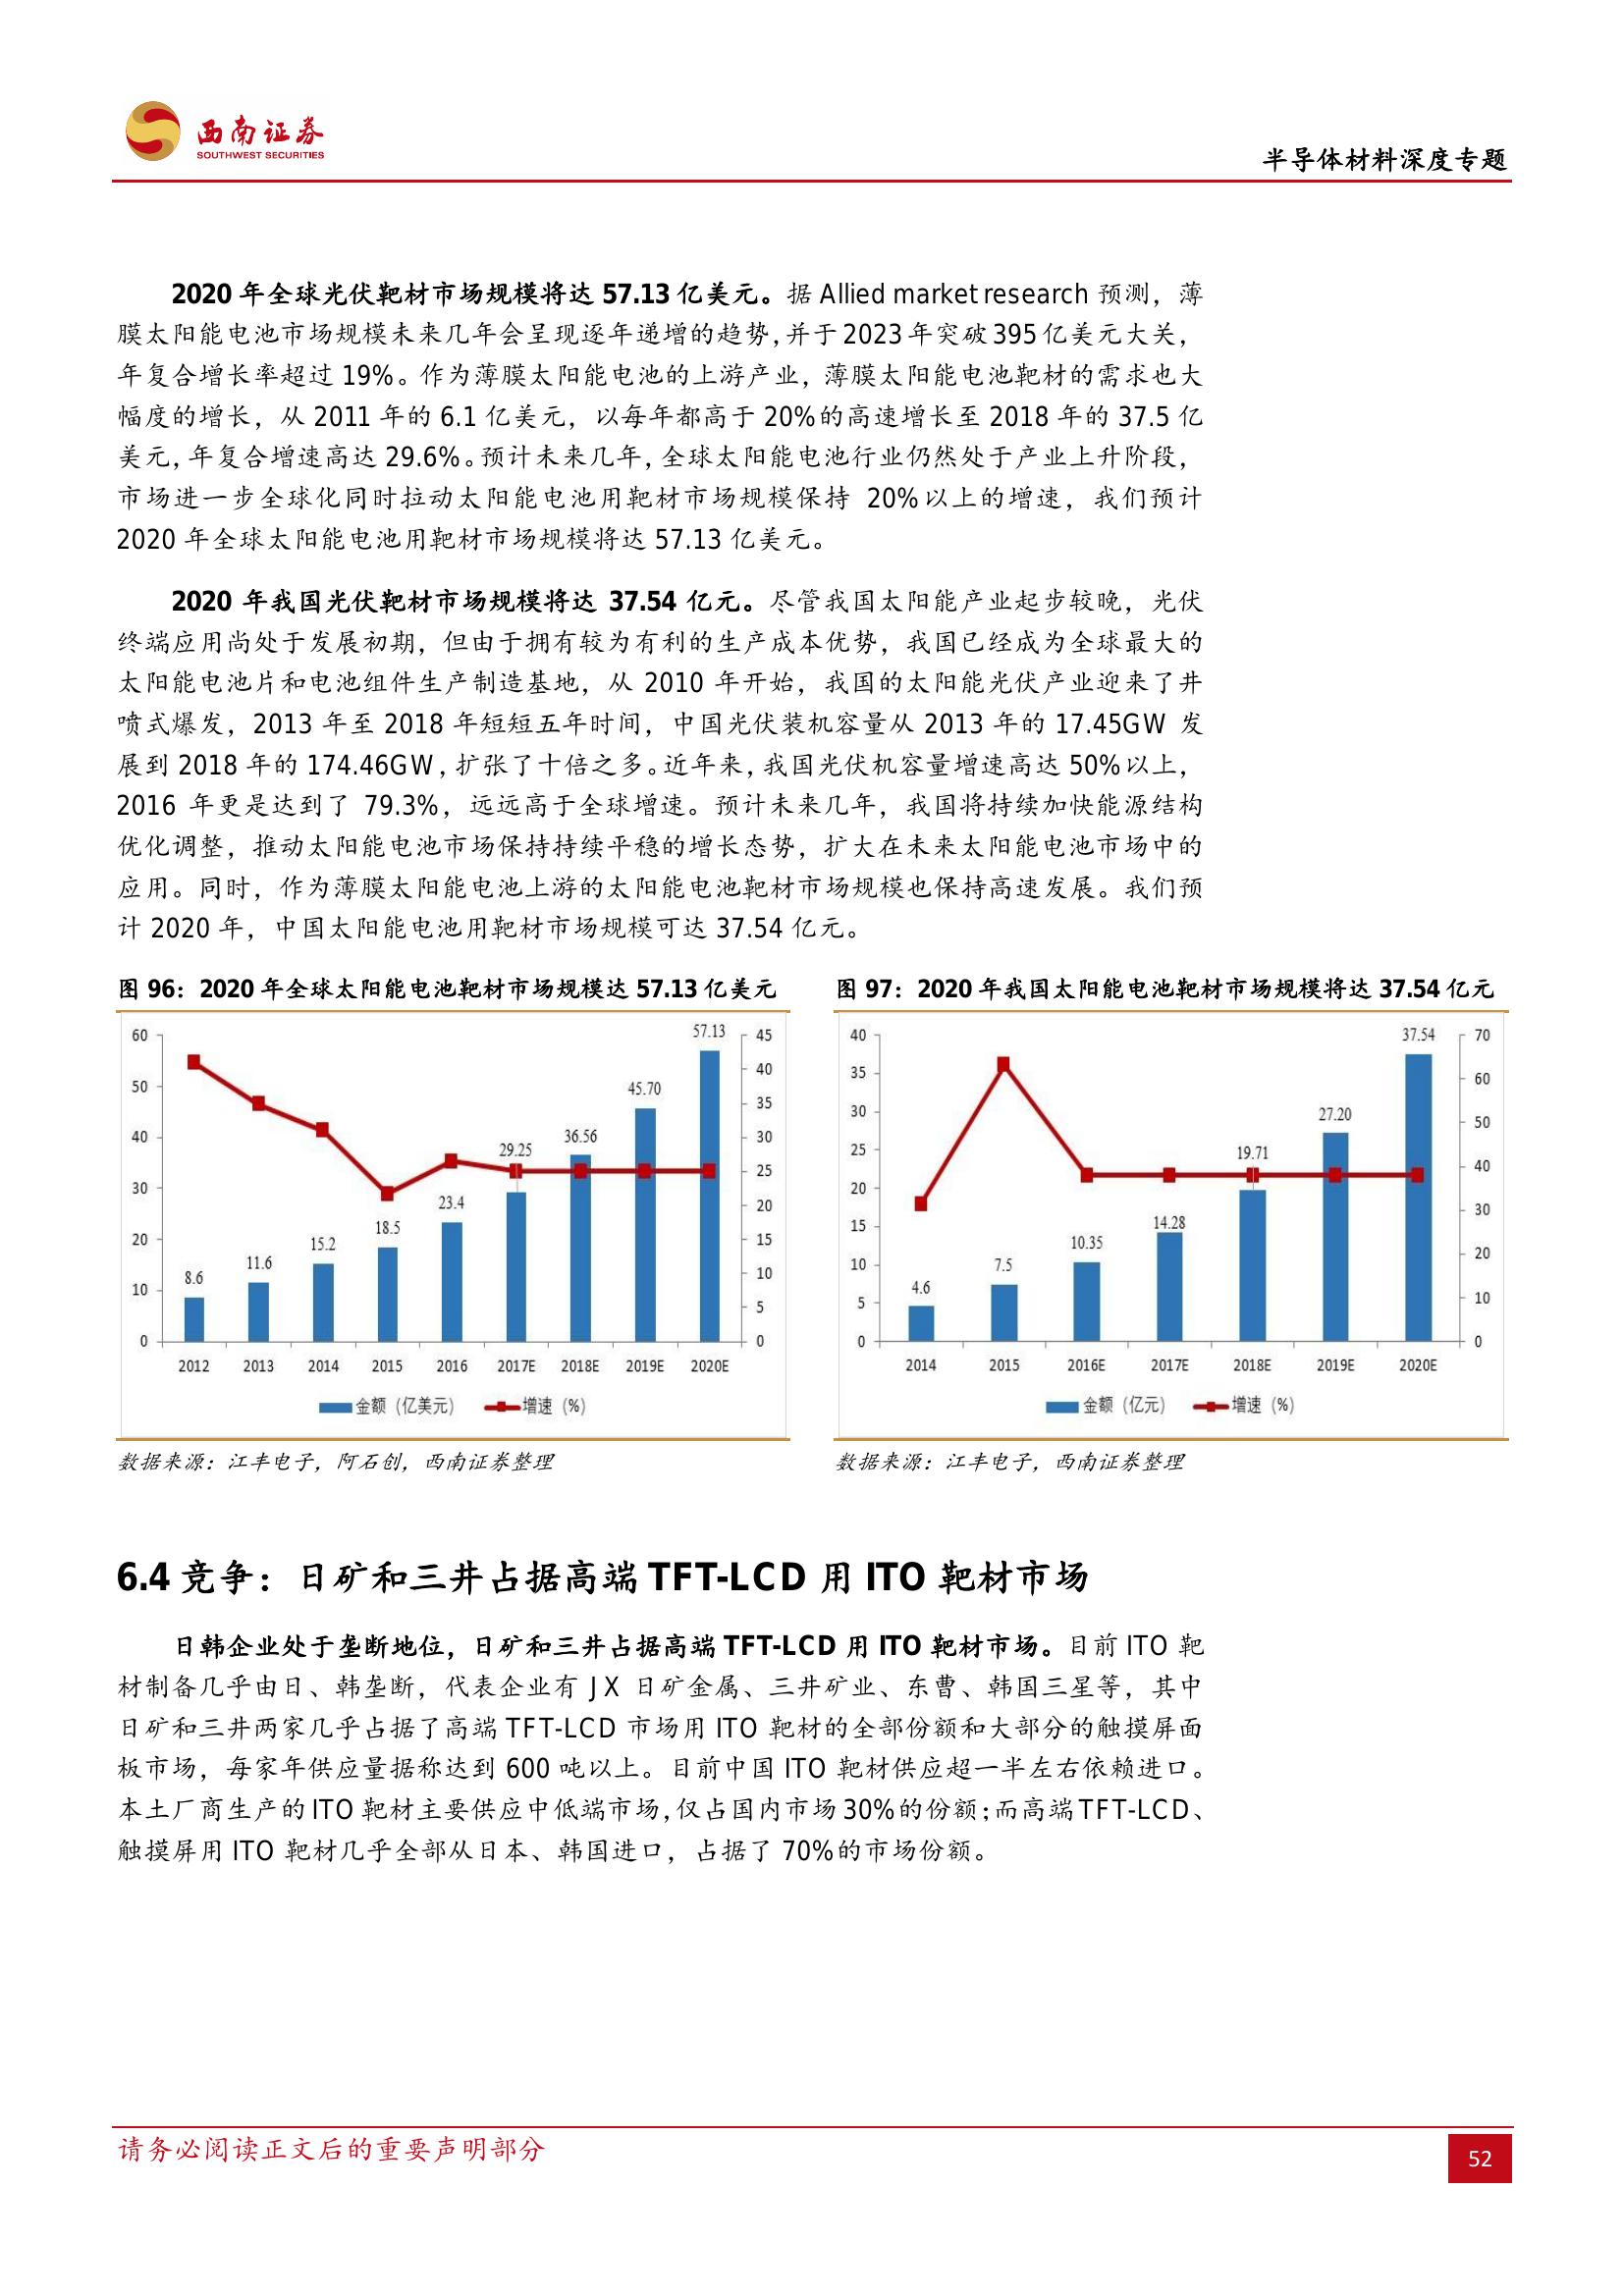 西南证券
SOUTHWEST SECURITIES
半导体材料深度专题
2020 年全球光伏靶材市场规模将达 57.13 亿美元。据 Allied market research 预测，薄
膜太阳能电池市场规模未来几年会呈现逐年递增的趋势，并于 2023 年突破 395 亿美元大关，
年复合增长率超过 19%。作为薄膜太阳能电池的上游产业，薄膜太阳能电池靶材的需求也大
幅度的增长，从 2011 年的 6.1 亿美元，以每年都高于 20%的高速增长至 2018 年的 37.5 亿
美元，年复合增速高达 29.6%。预计未来几年，全球太阳能电池行业仍然处于产业上升阶段，
市场进一步全球化同时拉动太阳能电池用靶材市场规模保持 20%以上的增速，我们预计
2020 年全球太阳能电池用靶材市场规模将达 57.13 亿美元。
2020 年我国光伏靶材市场规模将达 37.54 亿元。尽管我国太阳能产业起步较晚，光伏
终端应用尚处于发展初期，但由于拥有较为有利的生产成本优势，我国已经成为全球最大的
太阳能电池片和电池组件生产制造基地，从 2010 年开始，我国的太阳能光伏产业迎来了井
喷式爆发，2013 年至 2018 年短短五年时间，中国光伏装机容量从 2013 年的 17.45GW 发
展到 2018 年的 174.46GW，扩张了十倍之多。近年来，我国光伏机容量增速高达 50%以上，
2016 年更是达到了 79.3%，远远高于全球增速。预计未来几年，我国将持续加快能源结构
优化调整，推动太阳能电池市场保持持续平稳的增长态势，扩大在未来太阳能电池市场中的
应用。同时，作为薄膜太阳能电池上游的太阳能电池靶材市场规模也保持高速发展。我们预
计 2020 年，中国太阳能电池用靶材市场规模可达 37.54 亿元。
图 96：2020 年全球太阳能电池靶材市场规模达 57.13 亿美元
60 50 40 30 20 10 0
8.6 11.6 15.2 18.5 23.4 29.25 36.56 45.70 57.13
45 40 35 30 25 20 15 10 5 0
2012 2013 2014 2015 2016 2017E 2018E 2019E 2020E
金额（亿美元） 增速（%）
数据来源：江丰电子，阿石创，西南证券整理
图 97：2020 年我国太阳能电池靶材市场规模将达 37.54 亿元
40 35 30 25 20 15 10 5 0
4.6 7.5 10.35 14.28 19.71 27.20 37.54
70 60 50 40 30 20 10 0
2014 2015 2016E 2017E 2018E 2019E 2020E
金额（亿元） 增速（%）
数据来源：江丰电子，西南证券整理
6.4 竞争：日矿和三井占据高端 TFT-LCD 用 ITO 靶材市场
日韩企业处于垄断地位，日矿和三井占据高端 TFT-LCD 用 ITO 靶材市场。目前 ITO 靶
材制备几乎由日、韩垄断，代表企业有 JX 日矿金属、三井矿业、东曹、韩国三星等，其中
日矿和三井两家几乎占据了高端 TFT-LCD 市场用 ITO 靶材的全部份额和大部分的触摸屏面
板市场，每家年供应量据称达到 600 吨以上。目前中国 ITO 靶材供应超一半左右依赖进口。
本土厂商生产的 ITO 靶材主要供应中低端市场，仅占国内市场 30%的份额；而高端 TFT-LCD、
触摸屏用 ITO 靶材几乎全部从日本、韩国进口，占据了 70%的市场份额。
请务必阅读正文后的重要声明部分
52